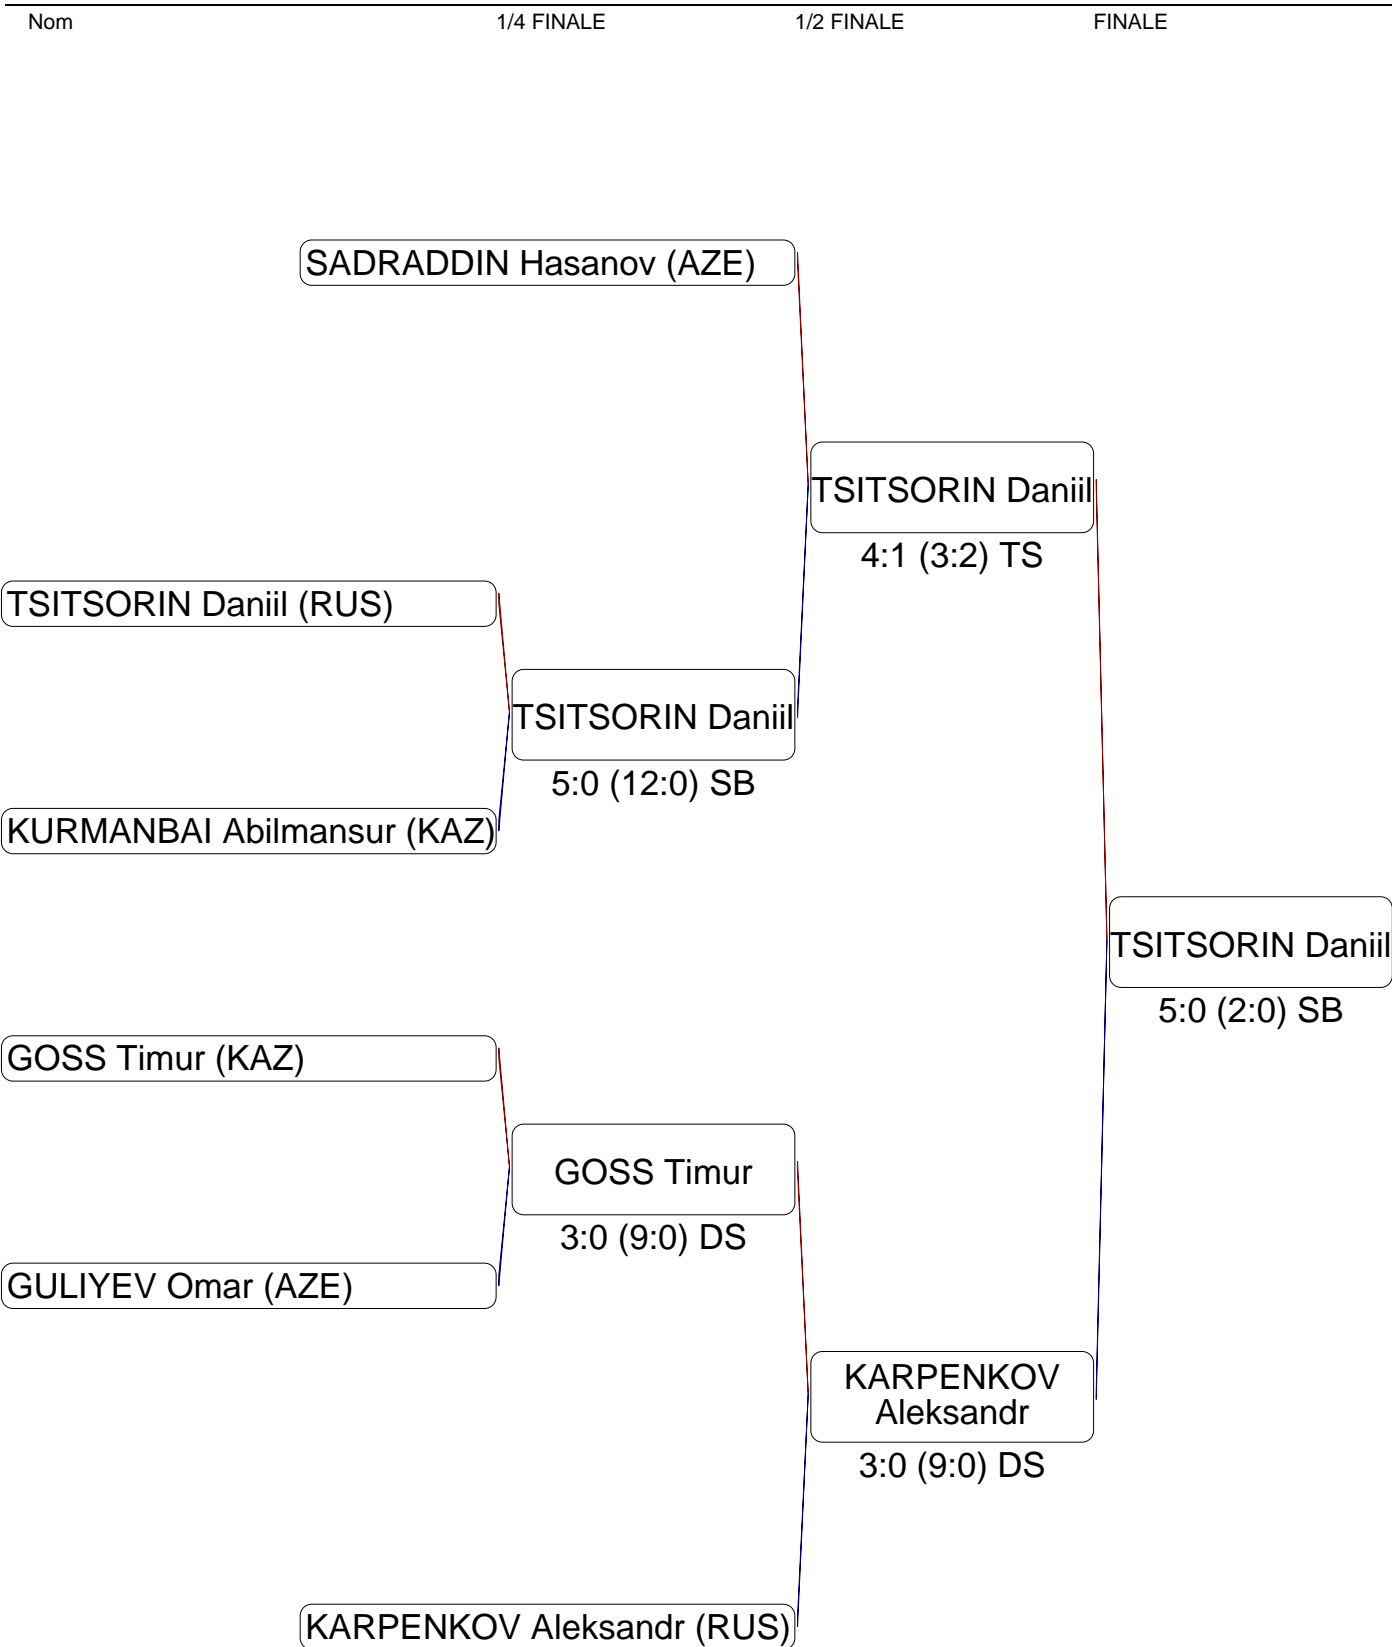 Nom 1/4 FINALE 1/2 FINALE FINALE
SADRADDIN Hasanov (AZE)
TSITSORIN Daniil
4:1 (3:2) TS
TSITSORIN Daniil (RUS)
TSITSORIN Daniil
5:0 (12:0) SB
KURMANBAI Abilmansur (KAZ)
TSITSORIN Daniil
5:0 (2:0) SB
GOSS Timur (KAZ)
GOSS Timur
3:0 (9:0) DS
GULIYEV Omar (AZE)
KARPENKOV
Aleksandr
3:0 (9:0) DS
KARPENKOV Aleksandr (RUS)